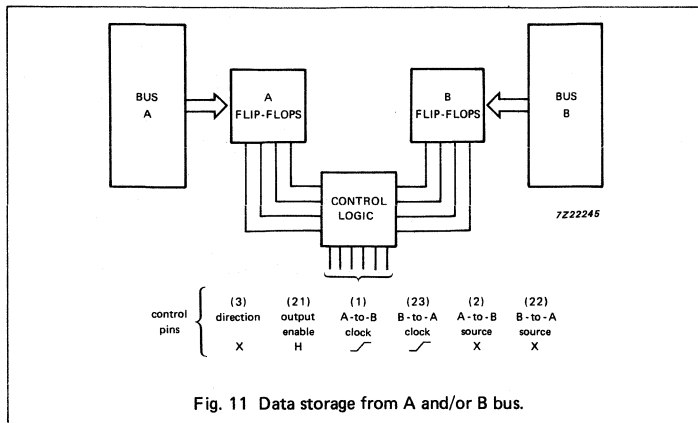 BUS
A
A
FLIP-FLOPS
B
FLIP-FLOPS
BUS
B
CONTROL
LOGIC
7Z22245
control
pins
(3) (21) (1) (23) (2) (22)
direction output A-to-B B-to-A A-to-B B-to-A
enable clock clock source source
X H X X
Fig. 11 Data storage from A and/or B bus.